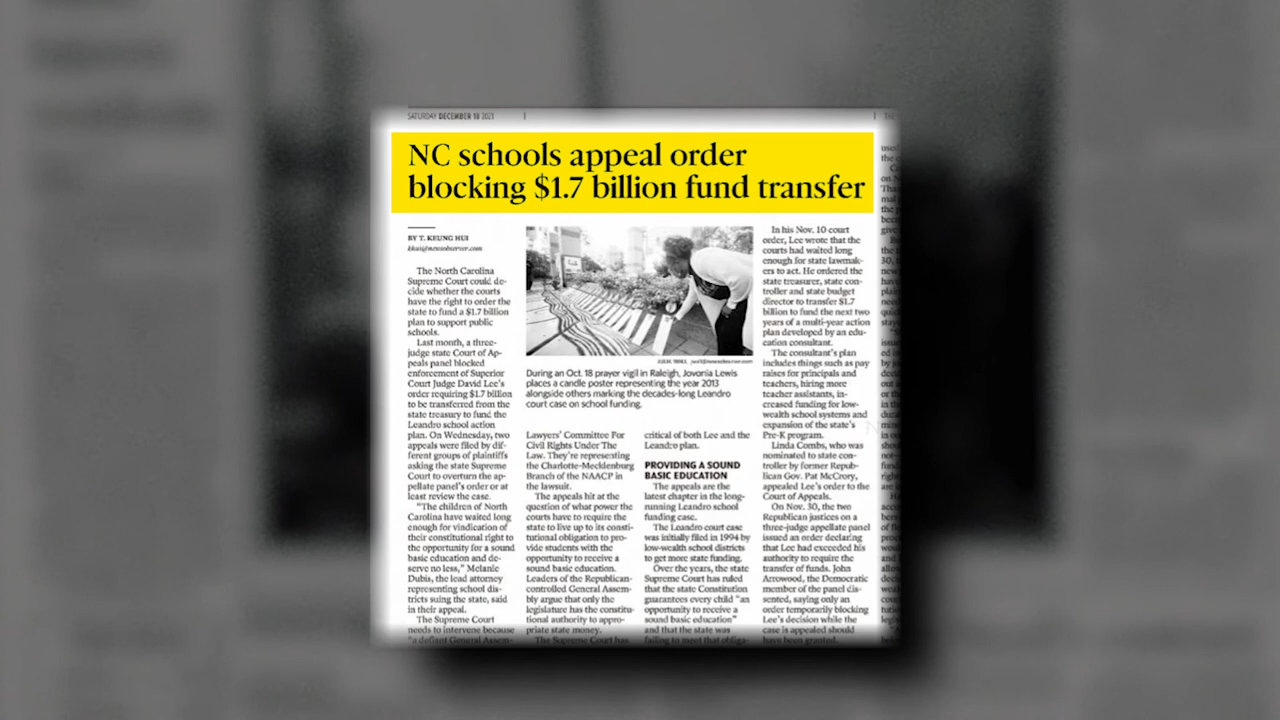 SATURDAY DECEMBER 18 2021
NC schools appeal order
blocking $1.7 billion fund transfer
BY T. KEUNG HUI
khui@newsobserver.com
The North Carolina
Supreme Court could de-
cide whether the courts
have the right to order the
state to fund a $1.7 billion
plan to support public
schools.
Last month, a three-
judge state Court of Ap-
peals panel blocked
enforcement of Superior
Court Judge David Lee's
order requiring $1.7 billion
to be transferred from the
state treasury to fund the
Leandro school action
plan. On Wednesday, two
appeals were filed by dif-
ferent groups of plaintiffs
asking the state Supreme
Court to overturn the ap-
pellate panel's order or at
least review the case.
"The children of North
Carolina have waited long
enough for vindication of
their constitutional right to
the opportunity for a sound
basic education and de-
serve no less," Melanie
Dubis, the lead attorney
representing school dis-
tricts suing the state, said
in their appeal.
The Supreme Court
needs to intervene because
"a defiant General Assem-
During an Oct. 18 prayer vigil in Raleigh, Jovonia Lewis
places a candle poster representing the year 2013
alongside others marking the decades-long Leandro
court case on school funding.
Lawyers' Committee For
Civil Rights Under The
Law. They're representing
the Charlotte-Mecklenburg
Branch of the NAACP in
the lawsuit.
The appeals hit at the
question of what power the
courts have to require the
state to live up to its consti-
tutional obligation to pro-
vide students with the
opportunity to receive a
sound basic education.
Leaders of the Republican-
controlled General Assem-
bly argue that only the
legislature has the constitu-
tional authority to appro-
priate state money.
The Supreme Court has
critical of both Lee and the
Leandro plan.
PROVIDING A SOUND
BASIC EDUCATION
The appeals are the
latest chapter in the long-
running Leandro school
funding case.
The Leandro court case
was initially filed in 1994 by
low-wealth school districts
to get more state funding.
Over the years, the state
Supreme Court has ruled
that the state Constitution
guarantees every child "an
opportunity to receive a
sound basic education"
and that the state was
failing to meet that obliga-
In his Nov. 10 court
order, Lee wrote that the
courts had waited long
enough for state lawmak-
ers to act. He ordered the
state treasurer, state con-
troller and state budget
director to transfer $1.7
billion to fund the next two
years of a multi-year action
plan developed by an edu-
cation consultant.
The consultant's plan
includes things such as pay
raises for principals and
teachers, hiring more
teacher assistants, in-
creased funding for low-
wealth school systems and
expansion of the state's
Pre-K program.
Linda Combs, who was
nominated to state con-
troller by former Repub-
lican Gov. Pat McCrory,
appealed Lee's order to the
Court of Appeals.
On Nov. 30, the two
Republican justices on a
three-judge appellate panel
issued an order declaring
that Lee had exceeded his
authority to require the
transfer of funds. John
Arrowood, the Democratic
member of the panel dis-
sented, saying only an
order temporarily blocking
Lee's decision while the
case is appealed should
have been granted.